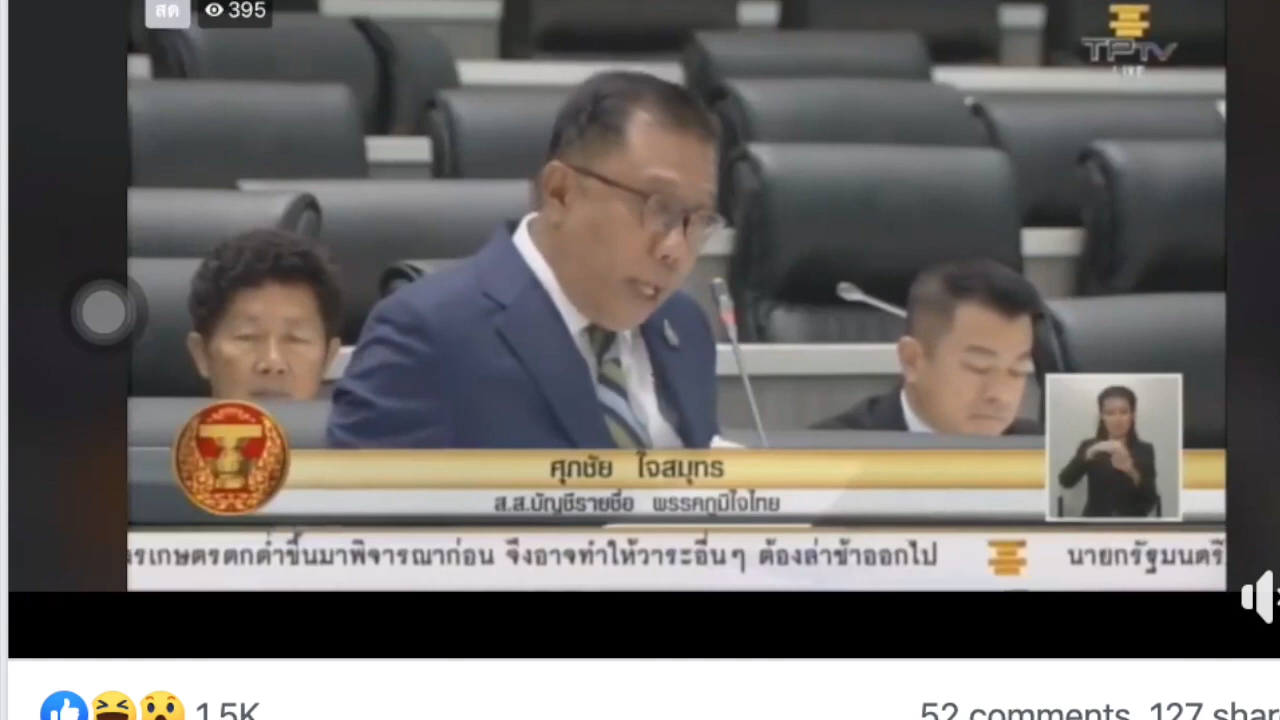 สด 395
TPTV
LIVE
ศุภชัย ใจสมุทร
ส.ส.บัญชีรายชื่อ พรรคภูมิใจไทย
รเกษตรตกต่ำขึ้นมาพิจารณาก่อน จึงอาจทำให้วาระอื่นๆ ต้องล่าช้าออกไป นายกรัฐมนตรี
1.5K 52 comments 127 shar